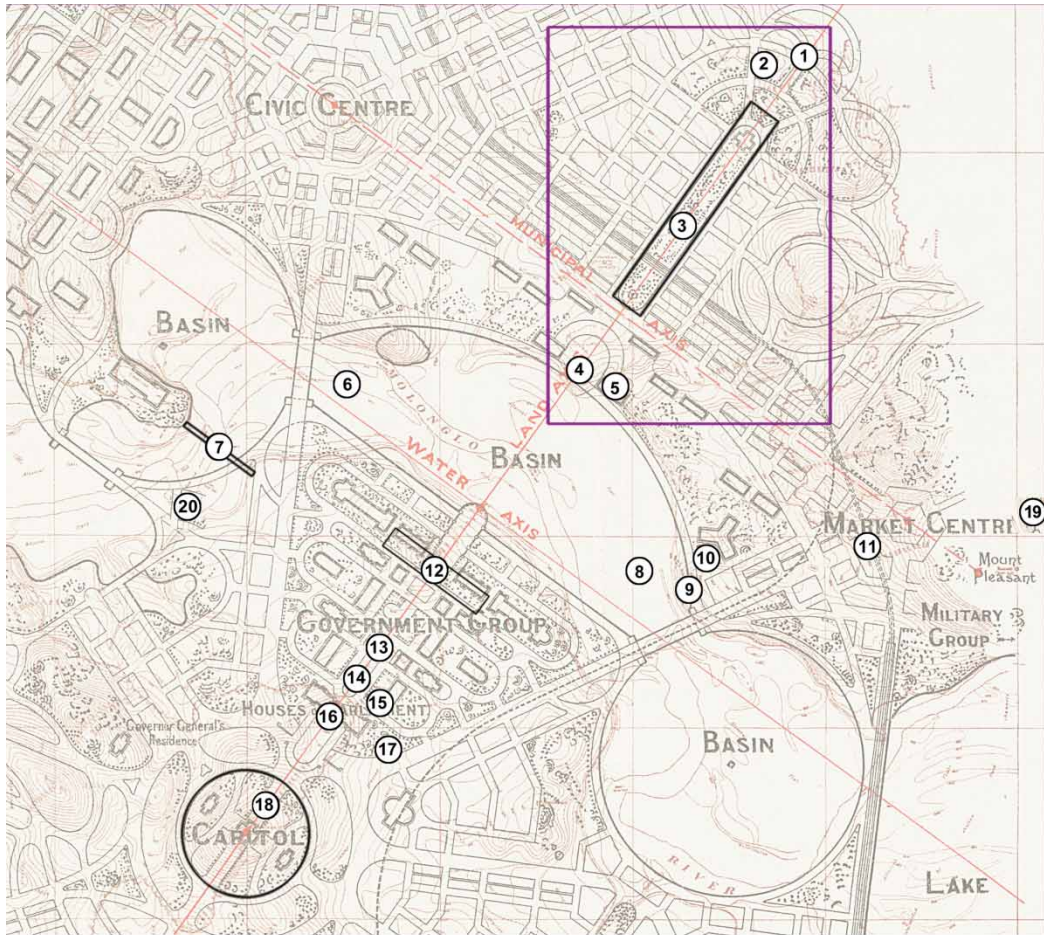 1
2
CIVIC CENTRE
3
MUNICIPAL AXIS
BASIN
4
LAND AXIS
5
6
MOLONGLO
7
WATER AXIS
BASIN
20
19
MARKET CENTRE
11
10
Mount
Pleasant
8
12
9
MILITARY
GROUP
GOVERNMENT GROUP
13
14
15
HOUSES OF PARLIAMENT
16
Governor General's
Residence
17
BASIN
18
CAPITOL
RIVER
LAKE